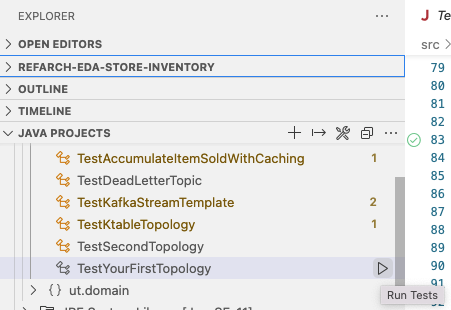 EXPLORER
...
J Te
OPEN EDITORS
src >
REFARCH-EDA-STORE-INVENTORY
OUTLINE
TIMELINE
JAVA PROJECTS
TestAccumulateItemSoldWithCaching 1
TestDeadLetterTopic
TestKafkaStreamTemplate 2
TestKtableTopology 1
TestSecondTopology
TestYourFirstTopology
Run Tests
{} ut.domain
79
80
81
82
83
84
85
86
87
88
89
90
91